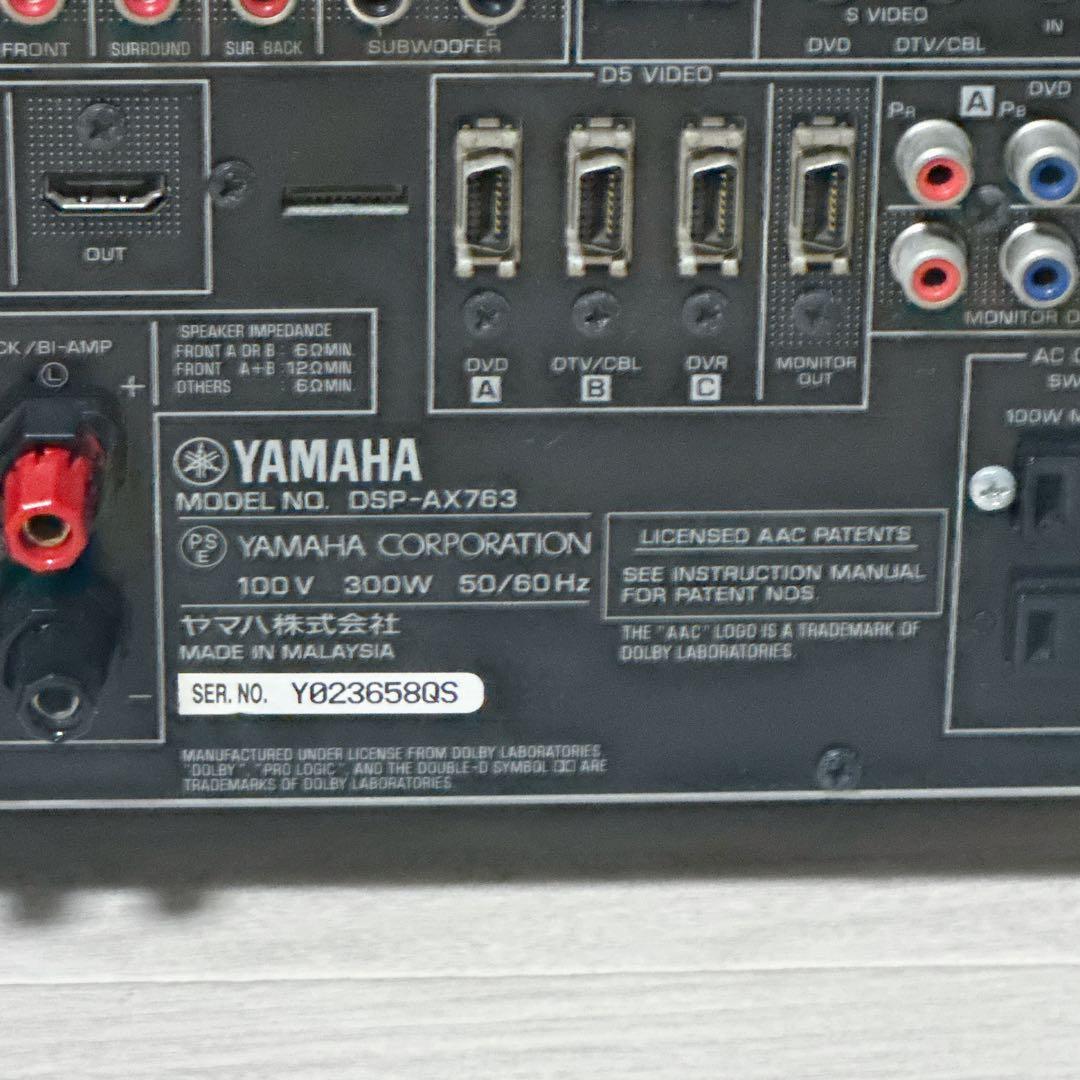 FRONT
SURROUND
SUR. BACK
1
2
SUBWOOFER
S VIDEO
DVD
DTV/CBL
IN
D5 VIDEO
PR
A
PB
DVD
OUT
DVD
A
DTV/CBL
B
DVR
C
MONITOR
OUT
MONITOR O
CK/BI-AMP
L
+
SPEAKER IMPEDANCE
FRONT A OR B : 6ΩMIN.
FRONT A+B :12ΩMIN.
OTHERS : 6ΩMIN.
AC O
SW
100W M
YAMAHA
MODEL NO. DSP-AX763
PSE YAMAHA CORPORATION
100V 300W 50/60Hz
LICENSED AAC PATENTS
SEE INSTRUCTION MANUAL
FOR PATENT NOS.
THE "AAC" LOGO IS A TRADEMARK OF
DOLBY LABORATORIES.
ヤマハ株式会社
MADE IN MALAYSIA
SER. NO. Y023658QS
MANUFACTURED UNDER LICENSE FROM DOLBY LABORATORIES.
"DOLBY", "PRO LOGIC", AND THE DOUBLE-D SYMBOL ARE
TRADEMARKS OF DOLBY LABORATORIES.